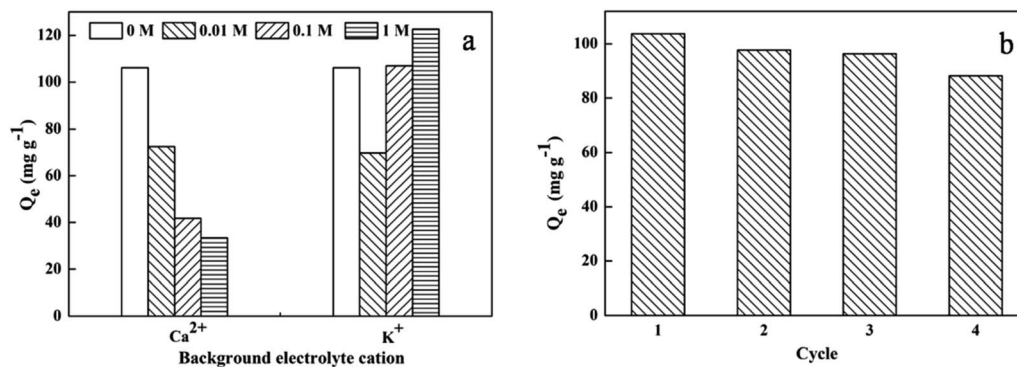 0 M 0.01 M 0.1 M 1 M
a
120
100
80
60
40
20
0
Qe (mg g-1)
Ca2+ K+
Background electrolyte cation
b
100
80
60
40
20
0
Qe (mg g-1)
1 2 3 4
Cycle